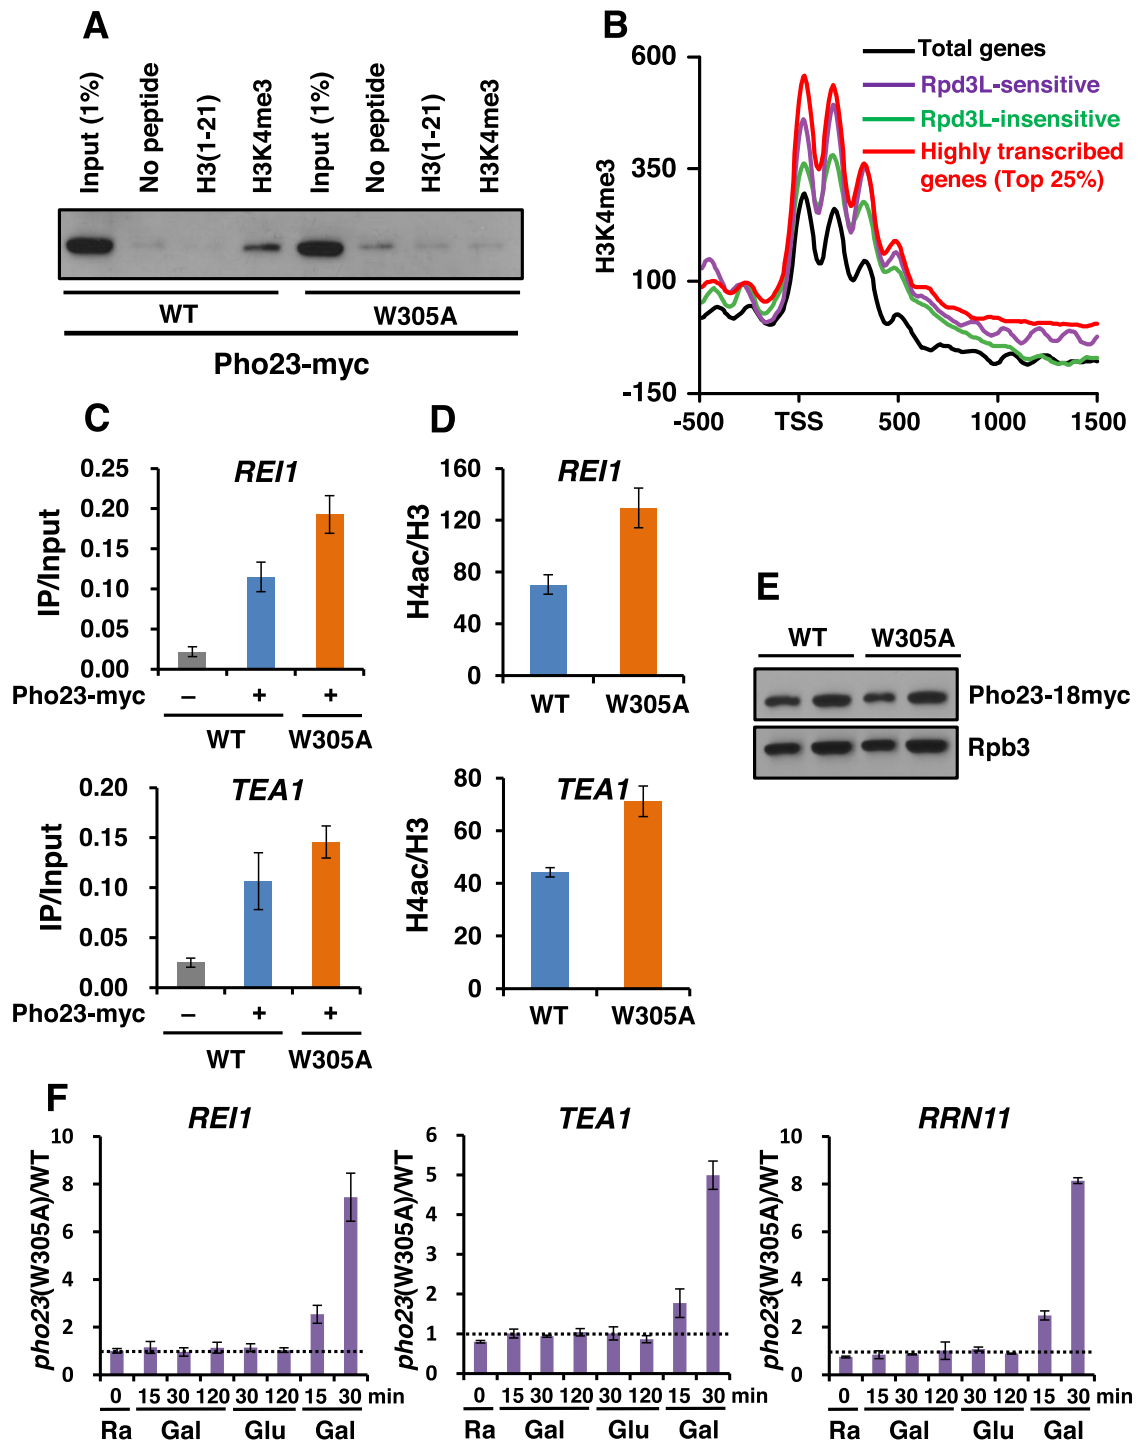 A
Input (1%)
No peptide
H3(1-21)
H3K4me3
Input (1%)
No peptide
H3(1-21)
H3K4me3
WT
W305A
Pho23-myc
B
Total genes
Rpd3L-sensitive
Rpd3L-insensitive
Highly transcribed
genes (Top 25%)
H3K4me3
600
350
100
-150
-500
TSS
500
1000
1500
C
REI1
IP/Input
0.25
0.20
0.15
0.10
0.05
0.00
Pho23-myc – + +
WT W305A
TEA1
IP/Input
0.20
0.15
0.10
0.05
0.00
Pho23-myc – + +
WT W305A
D
REI1
H4ac/H3
160
120
80
40
0
WT W305A
TEA1
H4ac/H3
80
60
40
20
0
WT W305A
E
WT W305A
Pho23-18myc
Rpb3
F
REI1
pho23(W305A)/WT
10
8
6
4
2
0
0 15 30 120 30 120 15 30 min
Ra Gal Glu Gal
TEA1
pho23(W305A)/WT
6
5
4
3
2
1
0
0 15 30 120 30 120 15 30 min
Ra Gal Glu Gal
RRN11
pho23(W305A)/WT
10
8
6
4
2
0
0 15 30 120 30 120 15 30 min
Ra Gal Glu Gal